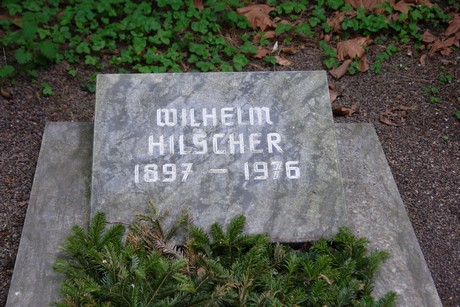 WILHELM
HILSCHER
1897 – 1976